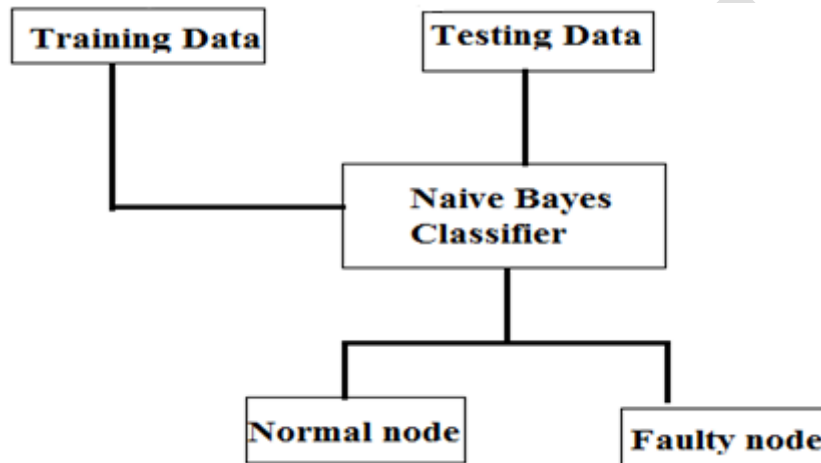 Training Data
Testing Data
Naive Bayes
Classifier
Normal node
Faulty node